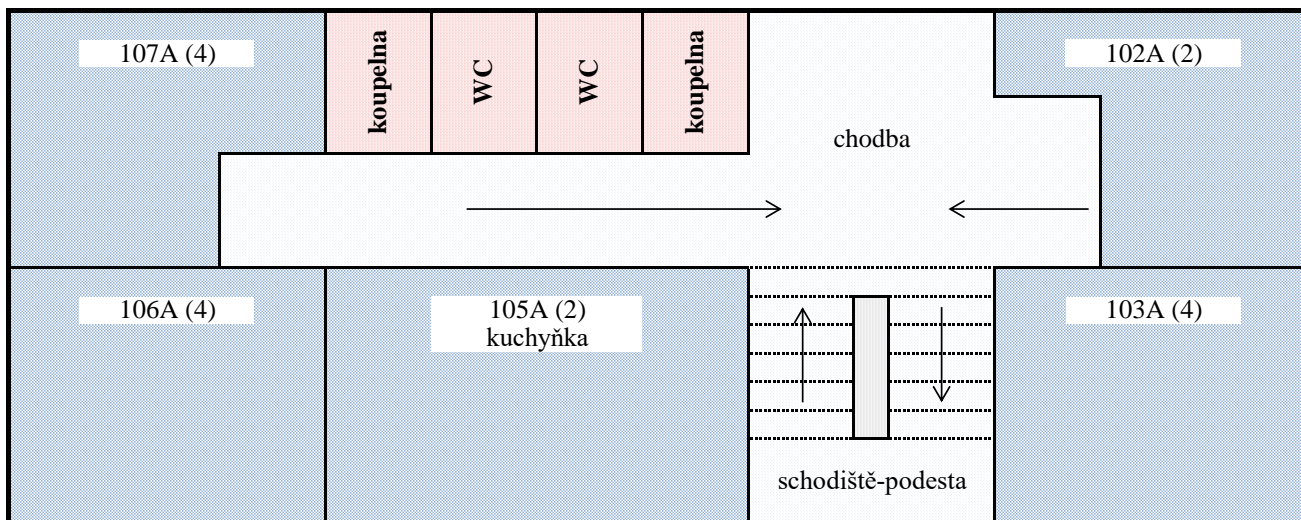 107A (4)
koupelna
WC
WC
koupelna
102A (2)
chodba
106A (4)
105A (2)
kuchyňka
103A (4)
schodiště-podesta